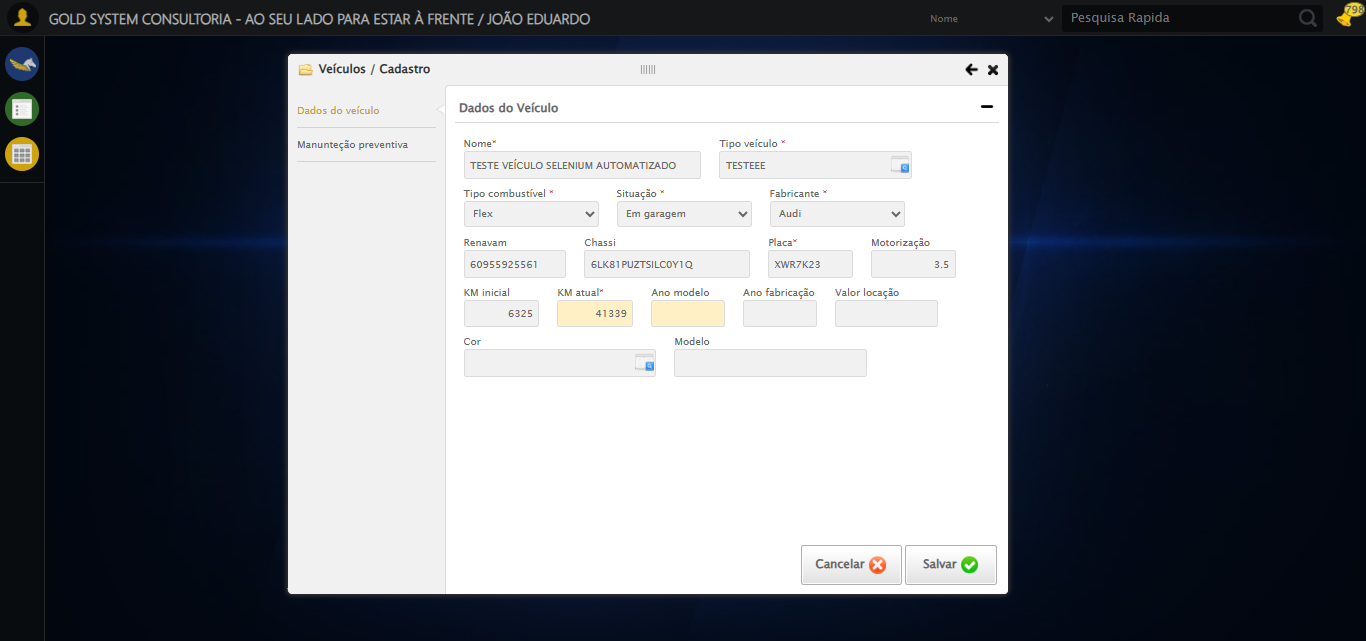 GOLD SYSTEM CONSULTORIA - AO SEU LADO PARA ESTAR À FRENTE / JOÃO EDUARDO
Nome
Pesquisa Rapida
798
Veículos / Cadastro
Dados do veículo
Manunteção preventiva
Dados do Veículo
Nome* Tipo veículo *
TESTE VEÍCULO SELENIUM AUTOMATIZADO TESTEEE
Tipo combustível * Situação * Fabricante *
Flex Em garagem Audi
Renavam Chassi Placa* Motorização
60955925561 6LK81PUZTSILC0Y1Q XWR7K23 3.5
KM inicial KM atual* Ano modelo Ano fabricação Valor locação
6325 41339
Cor Modelo
Cancelar Salvar